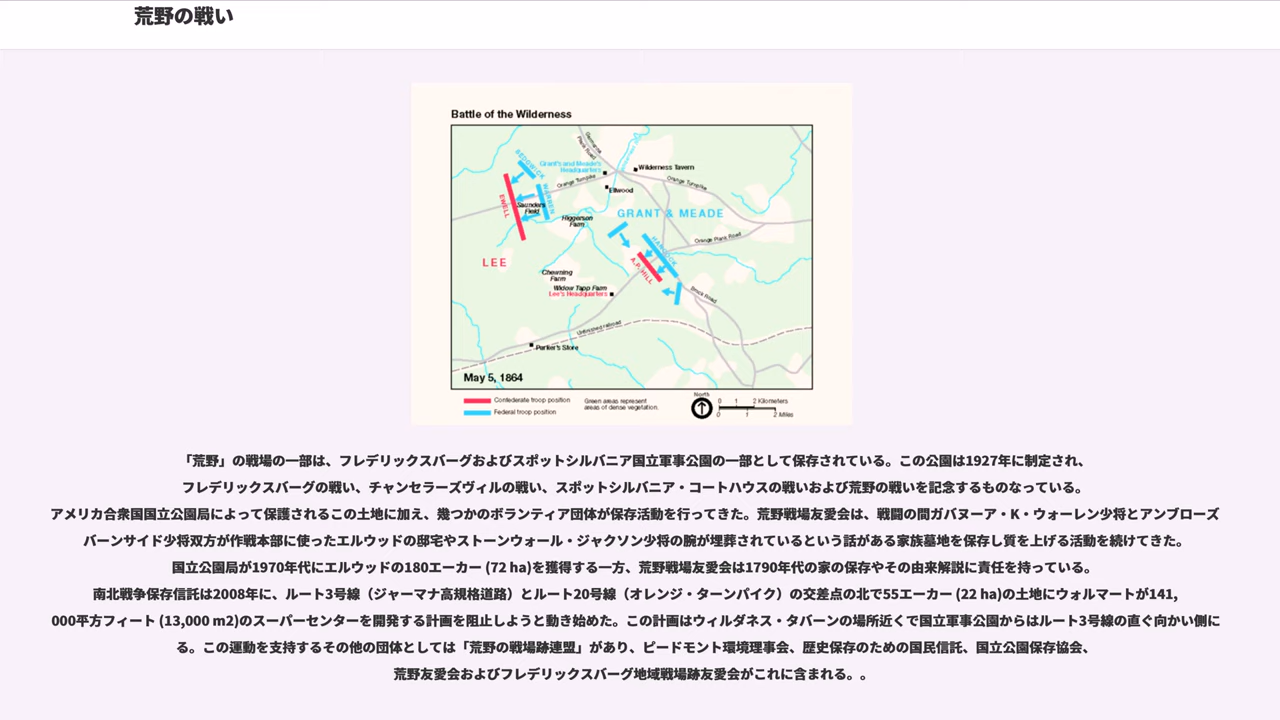 荒野の戦い
Battle of the Wilderness
Germanna
Plank Road
SEDGWICK
Grant's and Meade's
Headquarters
Wilderness Tavern
Orange Turnpike
Orange Turnpike
Ellwood
WARREN
EWELL
Saunders
Field
Higgerson
Farm
GRANT & MEADE
HANCOCK
Orange Plank Road
LEE
A.P. HILL
Chewning
Farm
Widow Tapp Farm
Lee's Headquarters
Brock Road
Unfinished railroad
Parker's Store
May 5, 1864
Confederate troop position
Federal troop position
Green areas represent
areas of dense vegetation.
North
0 1 2 Kilometers
0 1 2 Miles
「荒野」の戦場の一部は、フレデリックスバーグおよびスポットシルバニア国立軍事公園の一部として保存されている。この公園は1927年に制定され、
フレデリックスバーグの戦い、チャンセラーズヴィルの戦い、スポットシルバニア・コートハウスの戦いおよび荒野の戦いを記念するものなっている。
アメリカ合衆国国立公園局によって保護されるこの土地に加え、幾つかのボランティア団体が保存活動を行ってきた。荒野戦場友愛会は、戦闘の間ガバヌーア・K・ウォーレン少将とアンブローズ
バーンサイド少将双方が作戦本部に使ったエルウッドの邸宅やストーンウォール・ジャクソン少将の腕が埋葬されているという話がある家族墓地を保存し質を上げる活動を続けてきた。
国立公園局が1970年代にエルウッドの180エーカー (72 ha)を獲得する一方、荒野戦場友愛会は1790年代の家の保存やその由来解説に責任を持っている。
南北戦争保存信託は2008年に、ルート3号線（ジャーマナ高規格道路）とルート20号線（オレンジ・ターンパイク）の交差点の北で55エーカー (22 ha)の土地にウォルマートが141,
000平方フィート (13,000 m2)のスーパーセンターを開発する計画を阻止しようと動き始めた。この計画はウィルダネス・タバーンの場所近くで国立軍事公園からはルート3号線の直ぐ向かい側に
る。この運動を支持するその他の団体としては「荒野の戦場跡連盟」があり、ピードモント環境理事会、歴史保存のための国民信託、国立公園保存協会、
荒野友愛会およびフレデリックスバーグ地域戦場跡友愛会がこれに含まれる。。